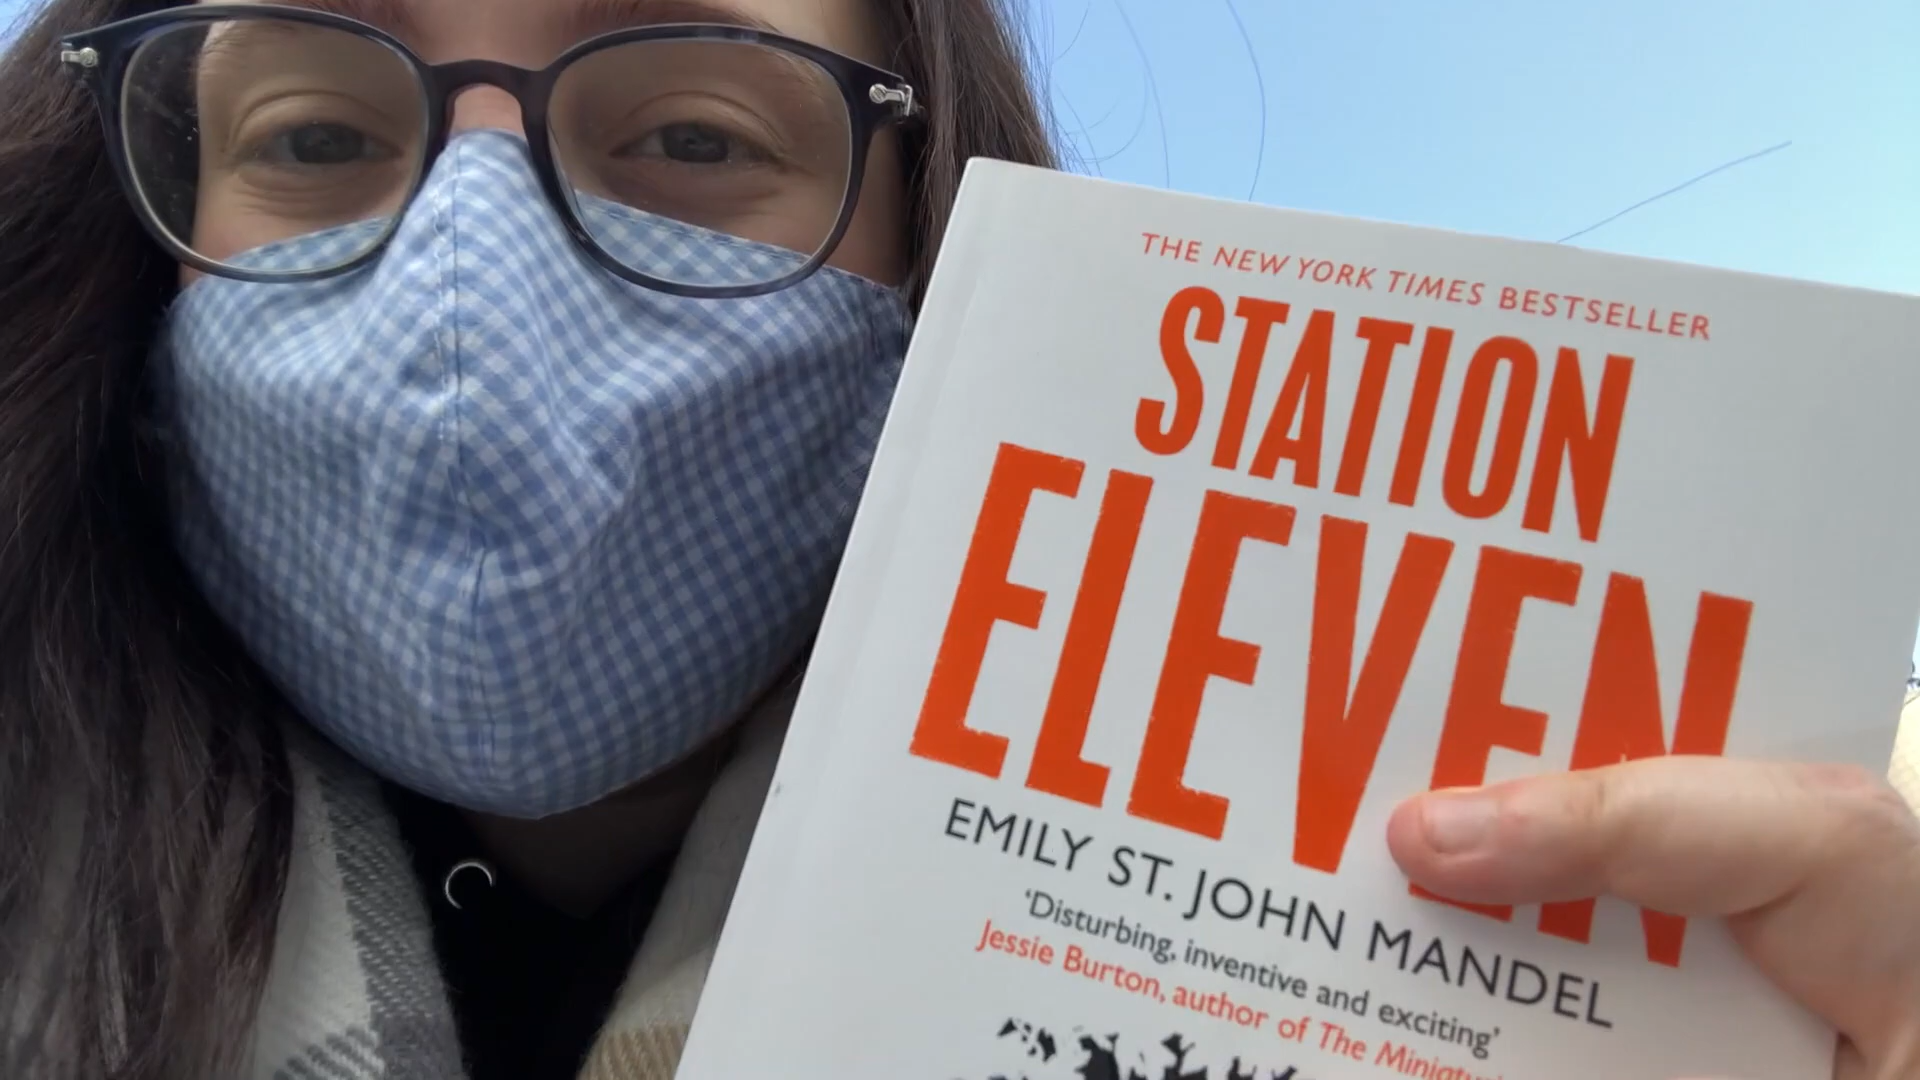 THE NEW YORK TIMES BESTSELLER
STATION
ELEVEN
EMILY ST. JOHN MANDEL
‘Disturbing, inventive and exciting’
Jessie Burton, author of The